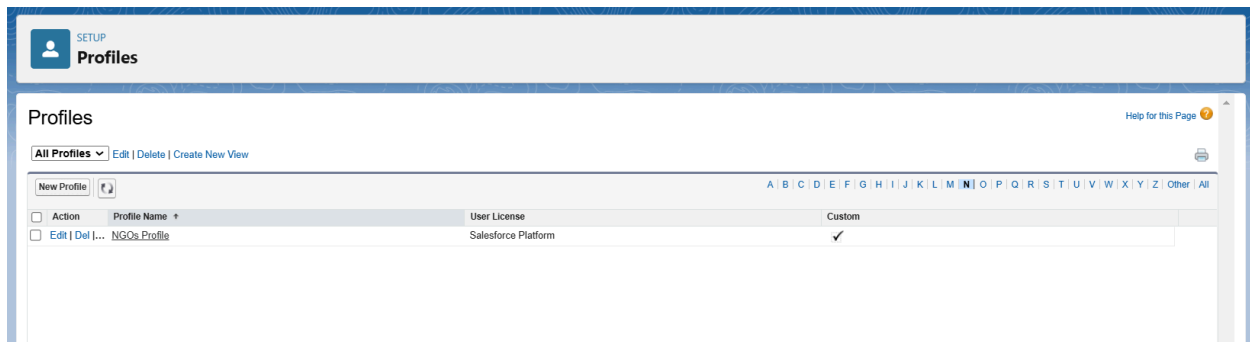 SETUP
Profiles
Profiles
Help for this Page ?
All Profiles Edit | Delete | Create New View
New Profile
A | B | C | D | E | F | G | H | I | J | K | L | M | N | O | P | Q | R | S | T | U | V | W | X | Y | Z | Other | All
Action Profile Name ↑ User License Custom
Edit | Del |... NGOs Profile Salesforce Platform ✓